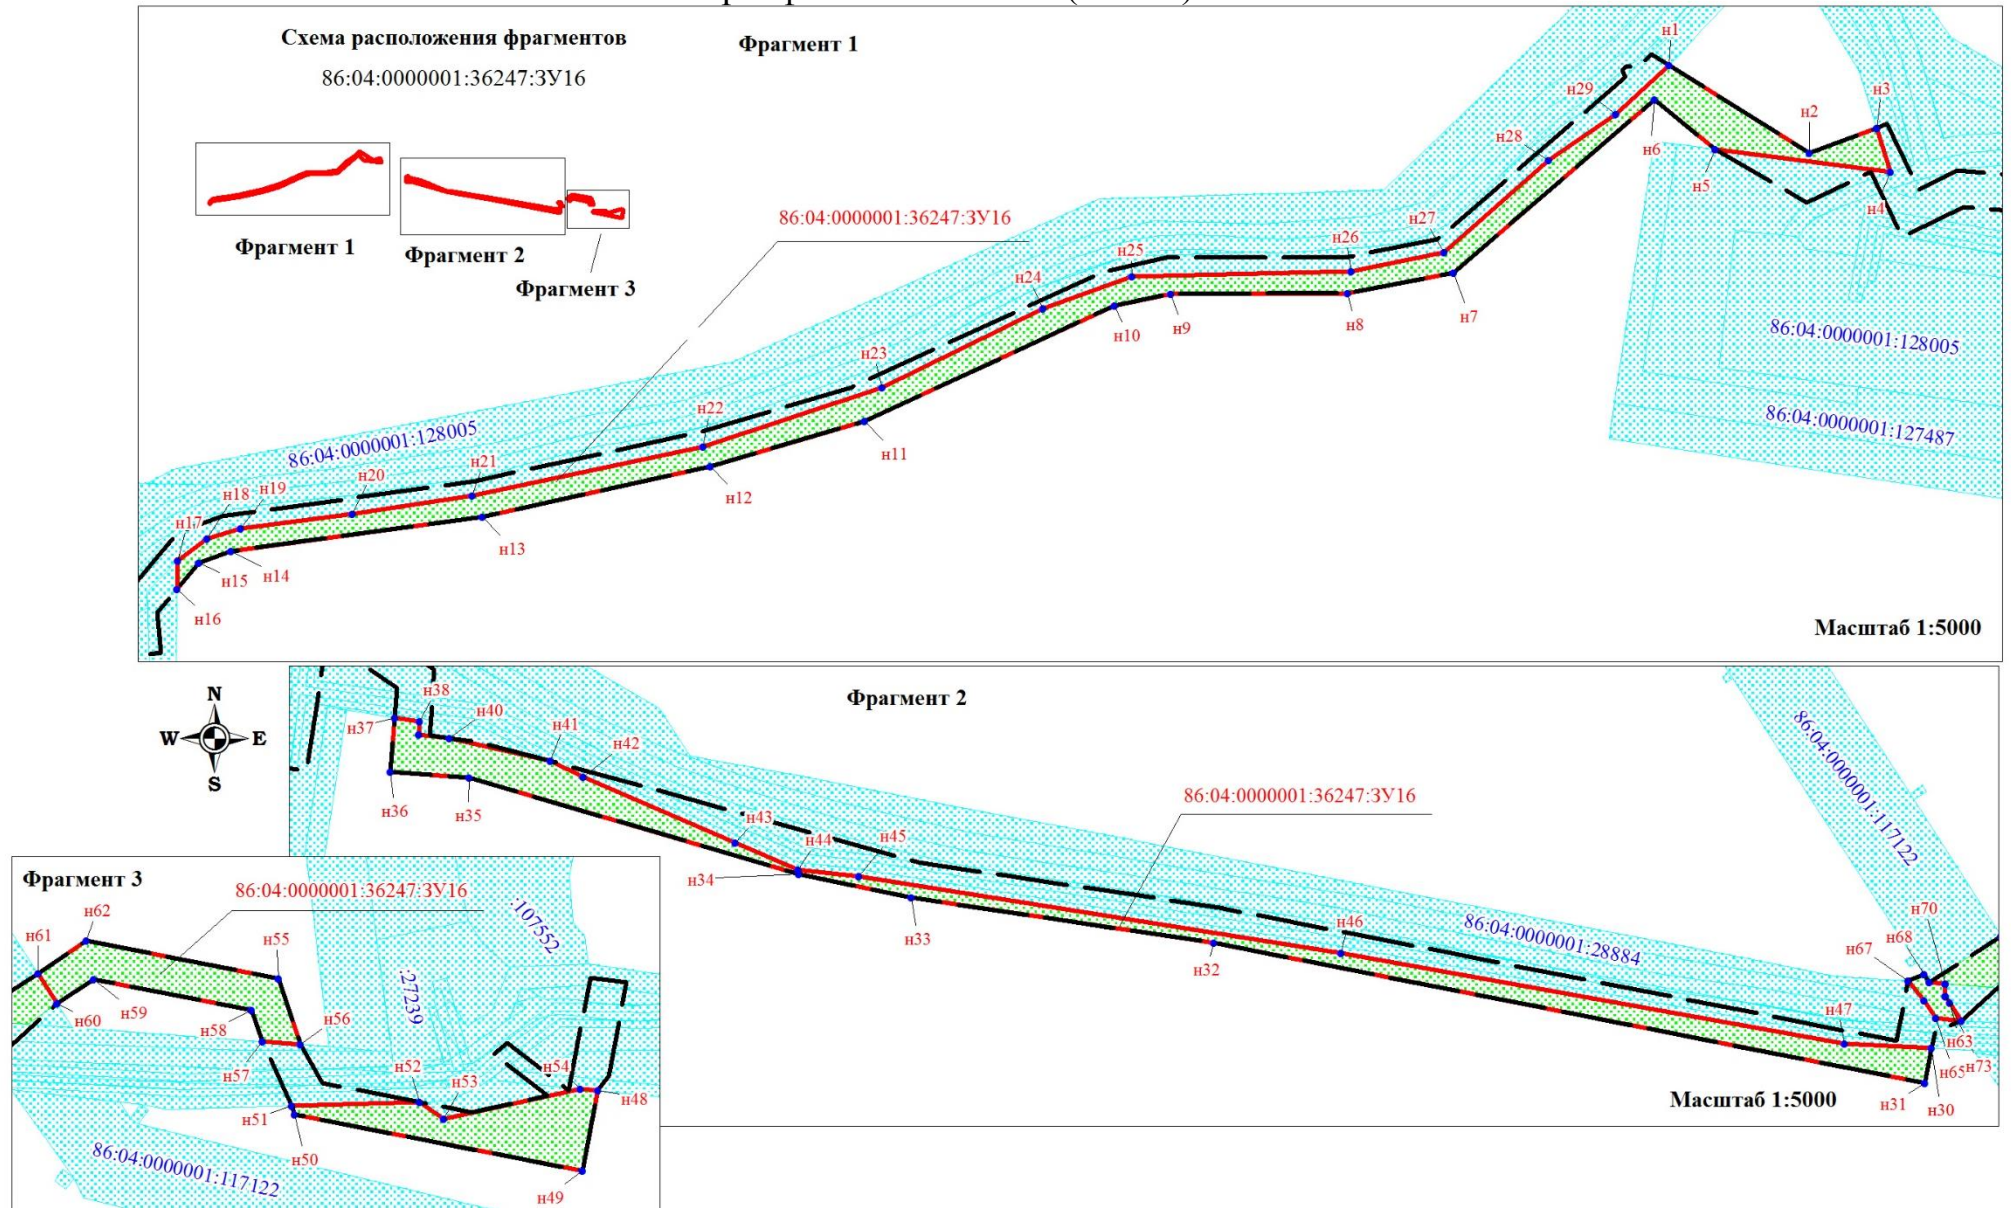 Схема расположения фрагментов
86:04:0000001:36247:ЗУ16
Фрагмент 1
Фрагмент 2
Фрагмент 3
Фрагмент 1
н1
н2
н3
н4
н5
н6
н29
н28
н27
н26
н25
н24
н7
н8
н9
н10
86:04:0000001:36247:ЗУ16
86:04:0000001:128005
86:04:0000001:127487
н23
н22
н11
н12
86:04:0000001:128005
н21
н20
н19
н18
н17
н13
н14
н15
н16
Масштаб 1:5000
N
W
E
S
Фрагмент 2
н38
н37
н40
н41
н42
н36
н35
н43
н44
н45
н34
н33
86:04:0000001:36247:ЗУ16
н32
н46
86:04:0000001:28884
86:04:0000001:117122
н70
н68
н67
н47
н63
н65
н73
н31
н30
Масштаб 1:5000
Фрагмент 3
86:04:0000001:36247:ЗУ16
:107552
:27239
н62
н61
н55
н60
н59
н58
н56
н57
н52
н53
н54
н51
н48
н50
н49
86:04:0000001:117122